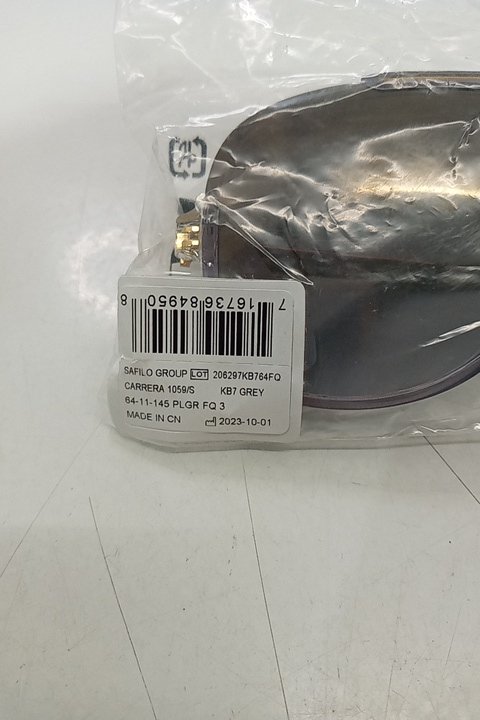 7 16736 84950 8
SAFILO GROUP LOT 206297KB764FQ
CARRERA 1059/S KB7 GREY
64-11-145 PLGR FQ 3
MADE IN CN 2023-10-01